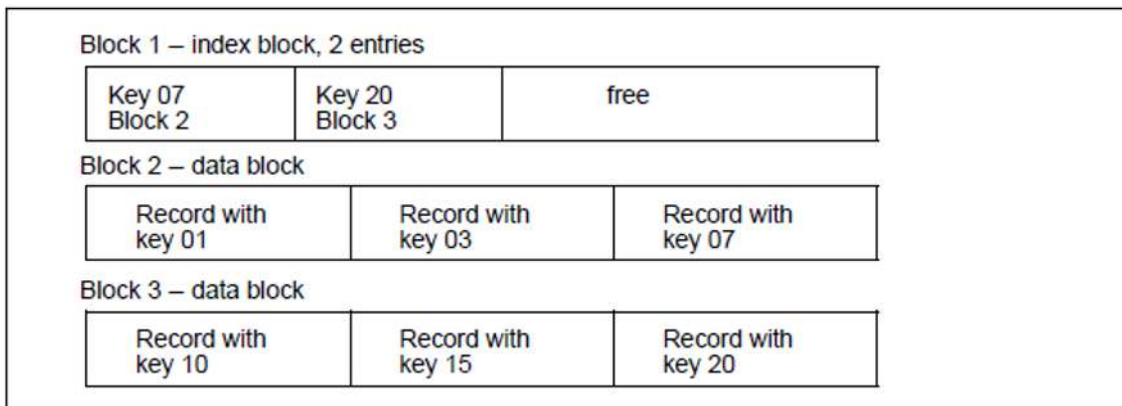 Block 1 – index block, 2 entries
Key 07 Key 20 free
Block 2 Block 3
Block 2 – data block
Record with Record with Record with
key 01 key 03 key 07
Block 3 – data block
Record with Record with Record with
key 10 key 15 key 20